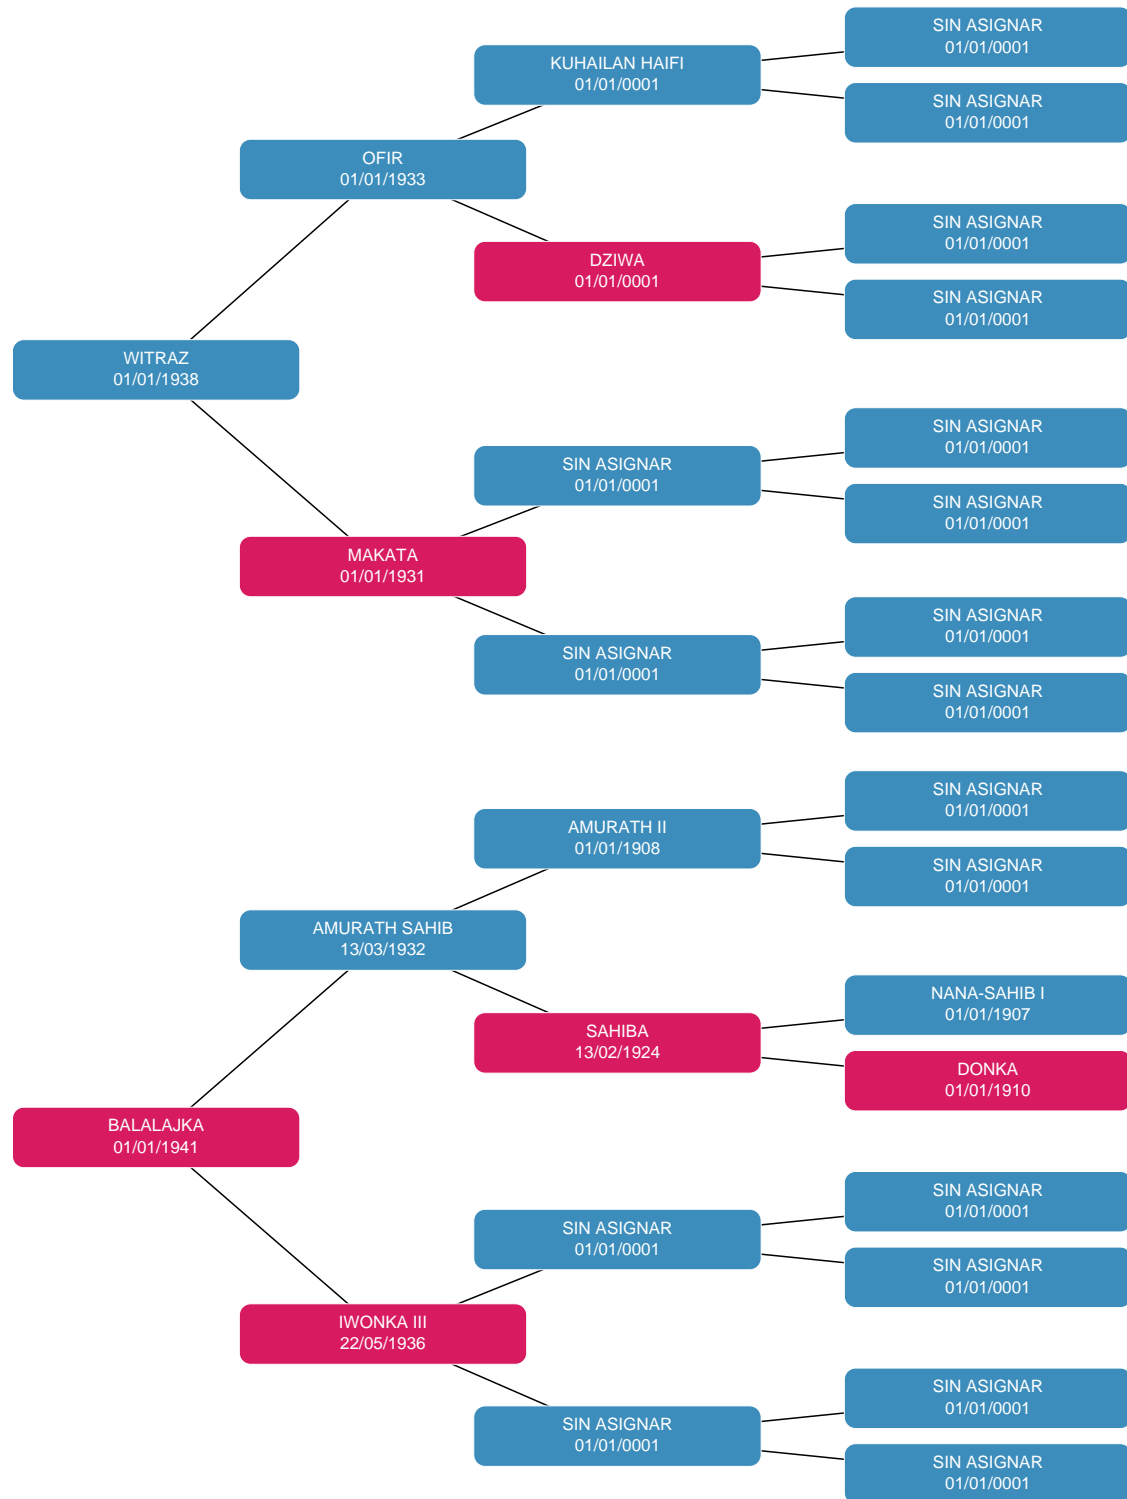 SIN ASIGNAR
01/01/0001
KUHAILAN HAIFI
01/01/0001
SIN ASIGNAR
01/01/0001
OFIR
01/01/1933
SIN ASIGNAR
01/01/0001
DZIWA
01/01/0001
SIN ASIGNAR
01/01/0001
WITRAZ
01/01/1938
SIN ASIGNAR
01/01/0001
SIN ASIGNAR
01/01/0001
SIN ASIGNAR
01/01/0001
MAKATA
01/01/1931
SIN ASIGNAR
01/01/0001
SIN ASIGNAR
01/01/0001
SIN ASIGNAR
01/01/0001
SIN ASIGNAR
01/01/0001
AMURATH II
01/01/1908
SIN ASIGNAR
01/01/0001
AMURATH SAHIB
13/03/1932
NANA-SAHIB I
01/01/1907
SAHIBA
13/02/1924
DONKA
01/01/1910
BALALAJKA
01/01/1941
SIN ASIGNAR
01/01/0001
SIN ASIGNAR
01/01/0001
SIN ASIGNAR
01/01/0001
IWONKA III
22/05/1936
SIN ASIGNAR
01/01/0001
SIN ASIGNAR
01/01/0001
SIN ASIGNAR
01/01/0001